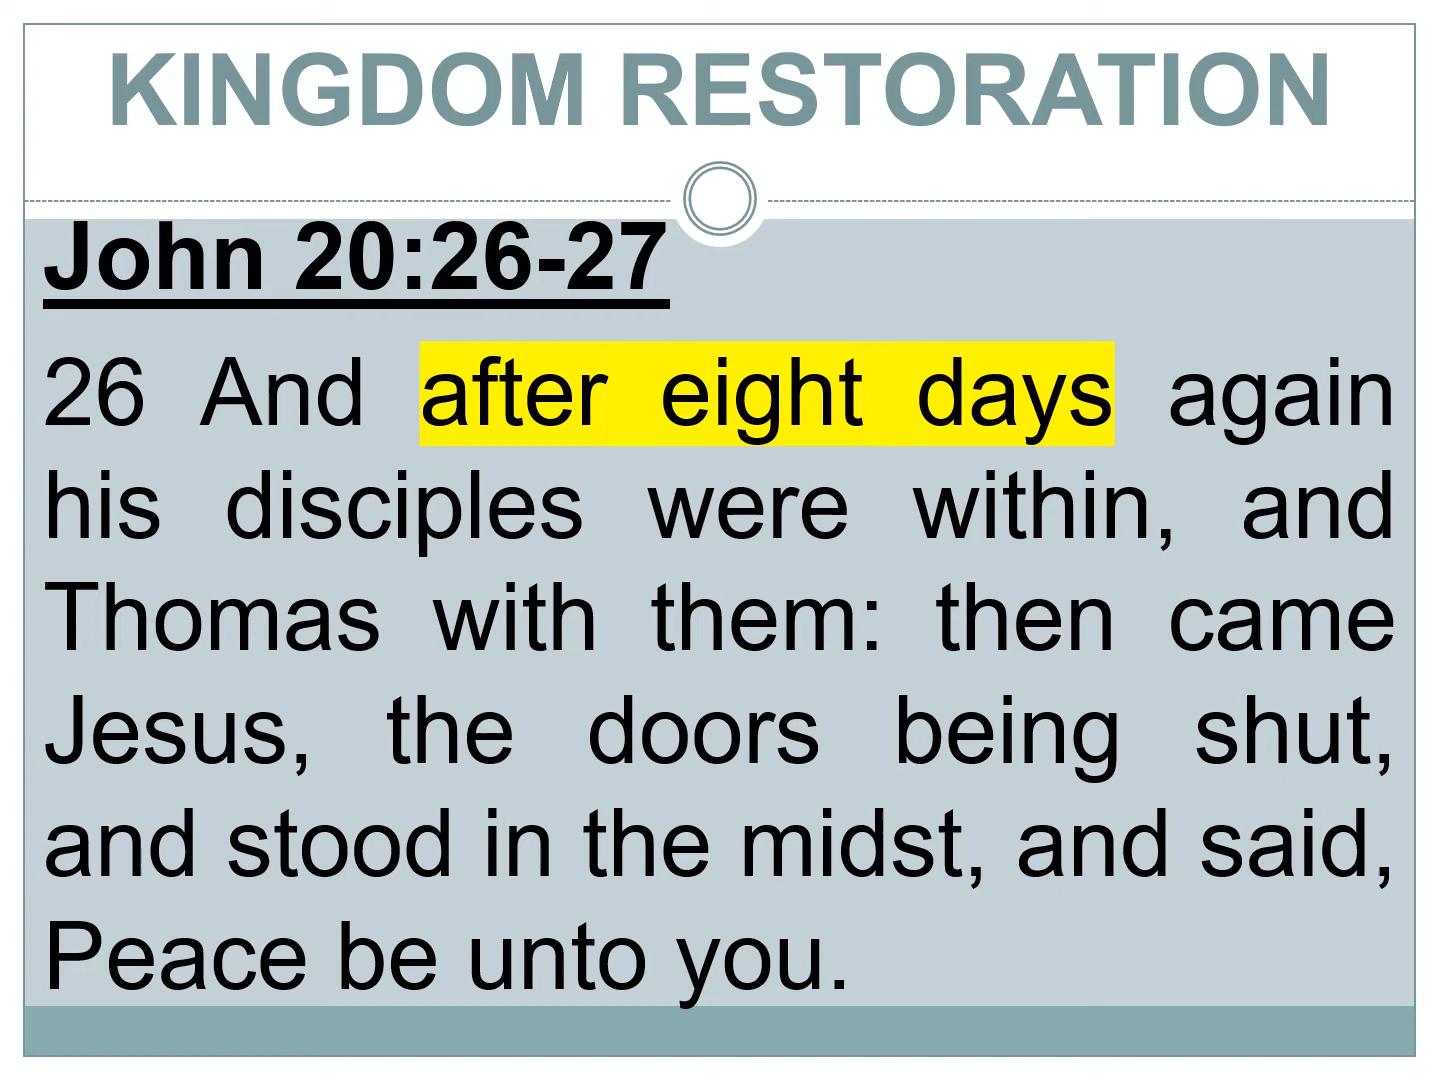 KINGDOM RESTORATION
John 20:26-27
26 And after eight days again
his disciples were within, and
Thomas with them: then came
Jesus, the doors being shut,
and stood in the midst, and said,
Peace be unto you.